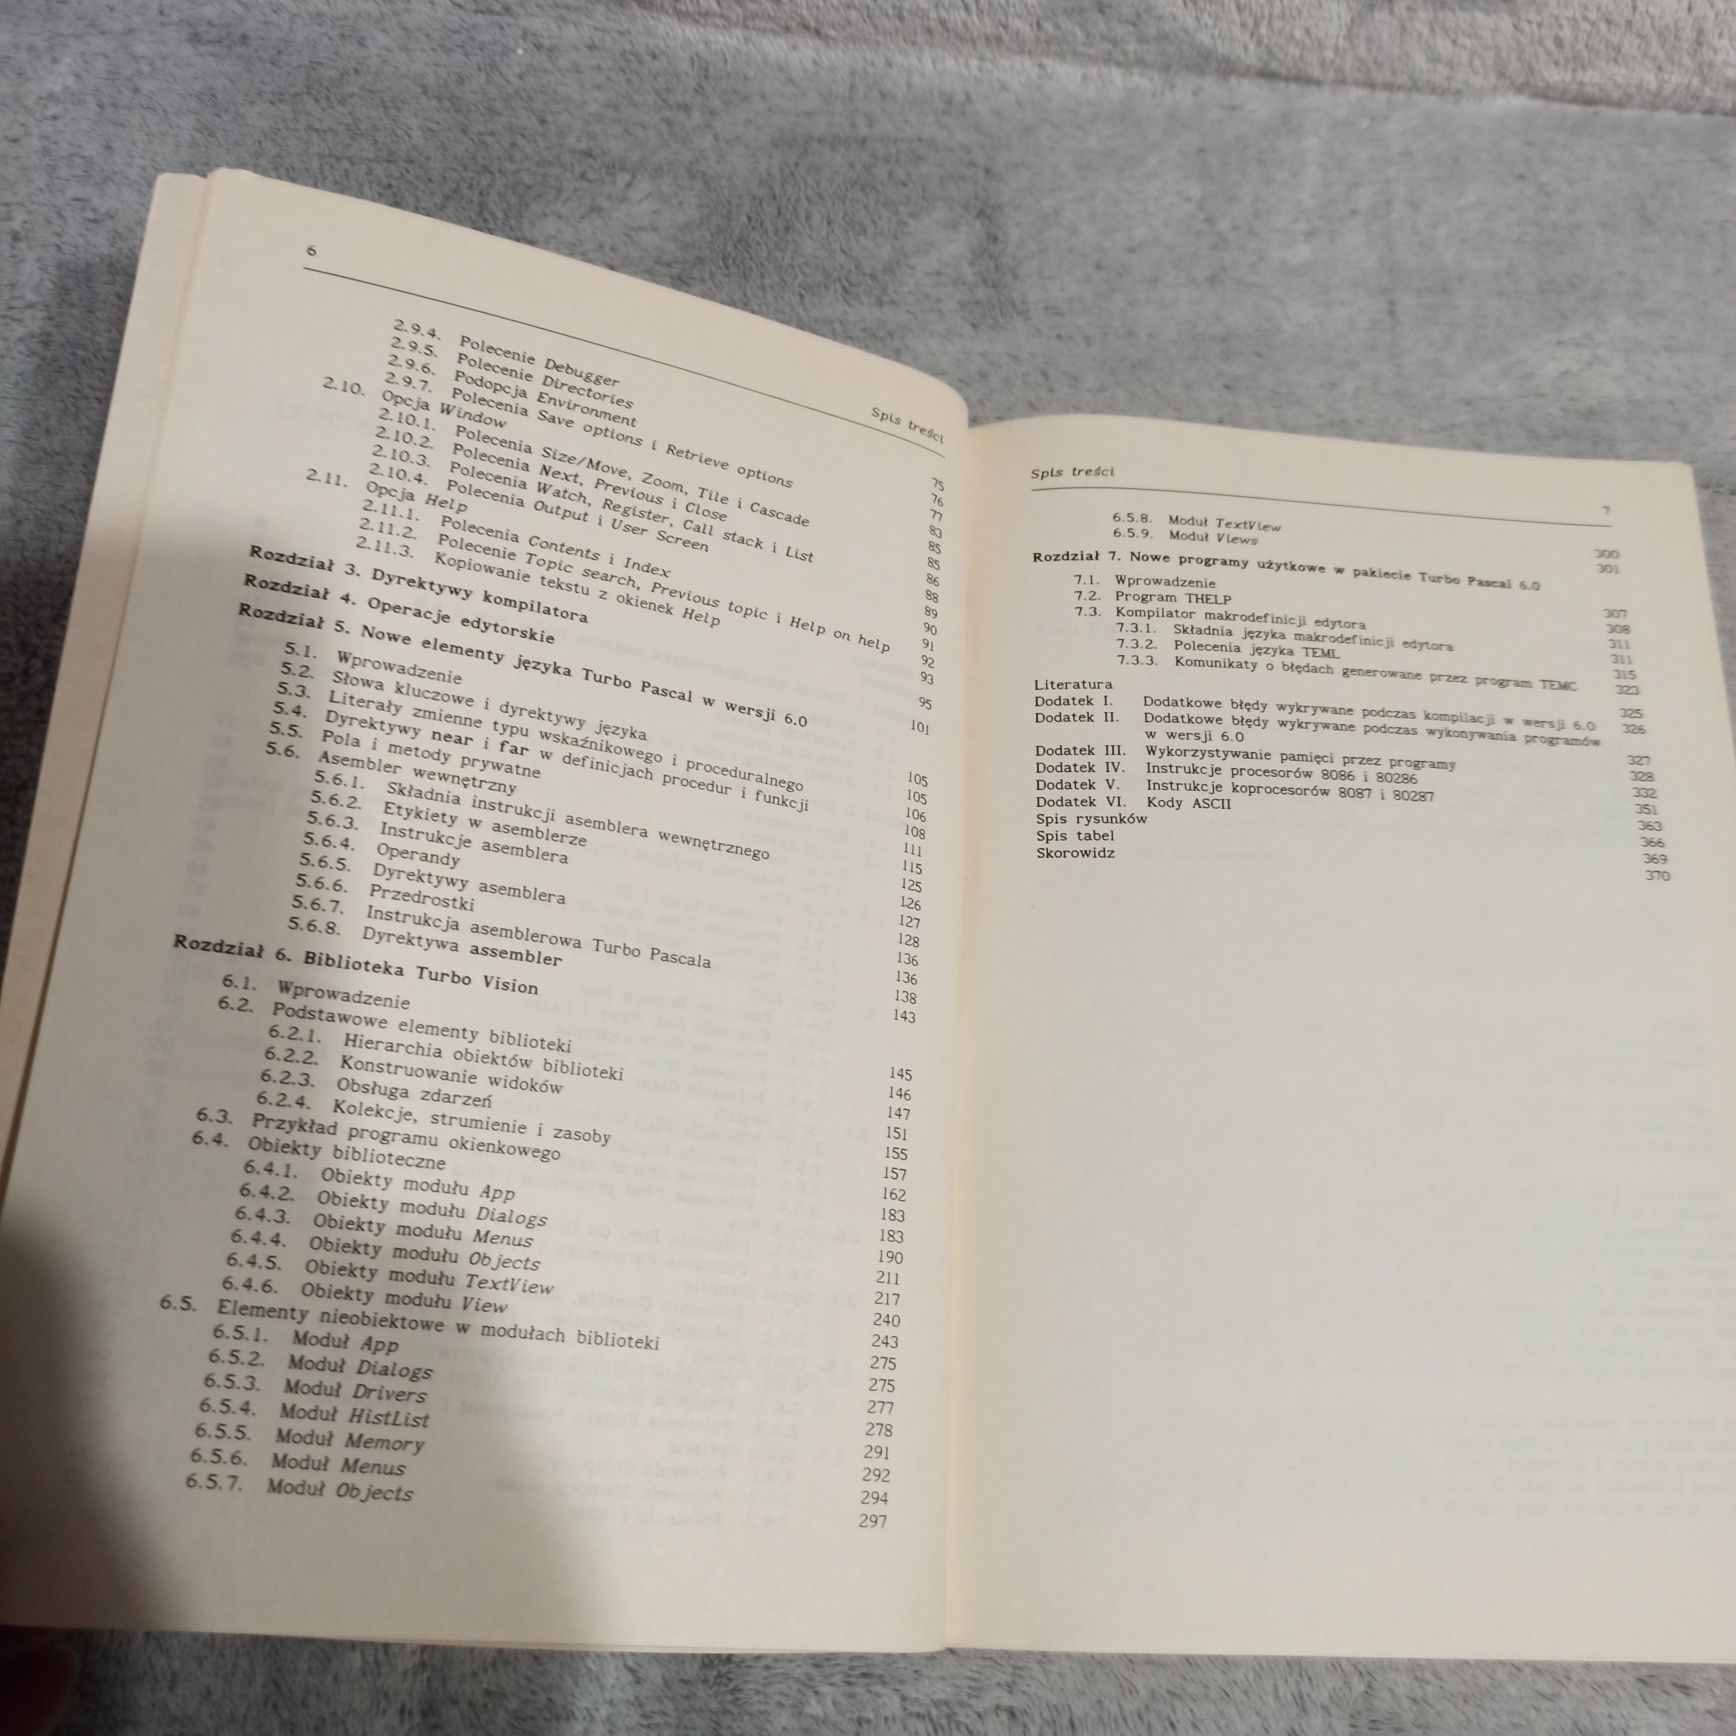 6 Spis treści
2.9.4. Polecenie Debugger 75
2.9.5. Polecenie Directories 76
2.9.6. Podopcja Environment 77
2.9.7. Polecenia Save options i Retrieve options 83
2.10. Opcja Window 85
2.10.1. Polecenia Size/Move, Zoom, Tile i Cascade 85
2.10.2. Polecenia Next, Previous i Close 86
2.10.3. Polecenia Watch, Register, Call stack i List 88
2.10.4. Polecenia Output i User Screen 89
2.11. Opcja Help 90
2.11.1. Polecenia Contents i Index 91
2.11.2. Polecenie Topic search, Previous topic i Help on help 92
2.11.3. Kopiowanie tekstu z okienek Help 93
Rozdział 3. Dyrektywy kompilatora 95
Rozdział 4. Operacje edytorskie 101
Rozdział 5. Nowe elementy języka Turbo Pascal w wersji 6.0
5.1. Wprowadzenie 105
5.2. Słowa kluczowe i dyrektywy języka 105
5.3. Literały zmienne typu wskaźnikowego i proceduralnego 106
5.4. Dyrektywy near i far w definicjach procedur i funkcji 108
5.5. Pola i metody prywatne 111
5.6. Asembler wewnętrzny 115
5.6.1. Składnia instrukcji asemblera wewnętrznego 125
5.6.2. Etykiety w asemblerze 126
5.6.3. Instrukcje asemblera 127
5.6.4. Operandy 128
5.6.5. Dyrektywy asemblera 136
5.6.6. Przedrostki 136
5.6.7. Instrukcja asemblerowa Turbo Pascala 138
5.6.8. Dyrektywa assembler 143
Rozdział 6. Biblioteka Turbo Vision
6.1. Wprowadzenie 145
6.2. Podstawowe elementy biblioteki 146
6.2.1. Hierarchia obiektów biblioteki 147
6.2.2. Konstruowanie widoków 151
6.2.3. Obsługa zdarzeń 155
6.2.4. Kolekcje, strumienie i zasoby 157
6.3. Przykład programu okienkowego 162
6.4. Obiekty biblioteczne 183
6.4.1. Obiekty modułu App 183
6.4.2. Obiekty modułu Dialogs 190
6.4.3. Obiekty modułu Menus 211
6.4.4. Obiekty modułu Objects 217
6.4.5. Obiekty modułu TextView 240
6.4.6. Obiekty modułu View 243
6.5. Elementy nieobiektowe w modułach biblioteki 275
6.5.1. Moduł App 275
6.5.2. Moduł Dialogs 277
6.5.3. Moduł Drivers 278
6.5.4. Moduł HistList 291
6.5.5. Moduł Memory 292
6.5.6. Moduł Menus 294
6.5.7. Moduł Objects 297
Spis treści 7
6.5.8. Moduł TextView 300
6.5.9. Moduł Views 301
Rozdział 7. Nowe programy użytkowe w pakiecie Turbo Pascal 6.0
7.1. Wprowadzenie 307
7.2. Program THELP 308
7.3. Kompilator makrodefinicji edytora 311
7.3.1. Składnia języka makrodefinicji edytora 311
7.3.2. Polecenia języka TEML 315
7.3.3. Komunikaty o błędach generowane przez program TEMC 323
Literatura 325
Dodatek I. Dodatkowe błędy wykrywane podczas kompilacji w wersji 6.0 326
Dodatek II. Dodatkowe błędy wykrywane podczas wykonywania programów
w wersji 6.0 327
Dodatek III. Wykorzystywanie pamięci przez programy 328
Dodatek IV. Instrukcje procesorów 8086 i 80286 332
Dodatek V. Instrukcje koprocesorów 8087 i 80287 351
Dodatek VI. Kody ASCII 363
Spis rysunków 366
Spis tabel 369
Skorowidz 370